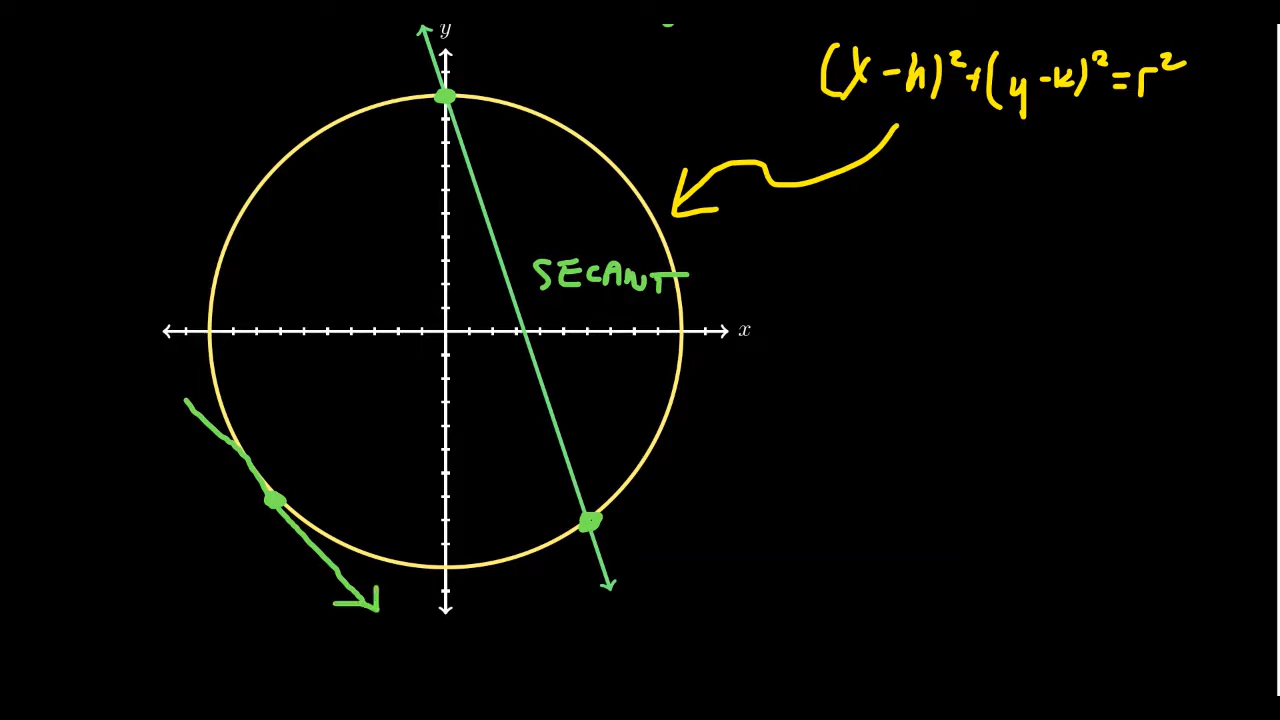 y
(x-h)²+(y-k)²=r²
SECANT
x